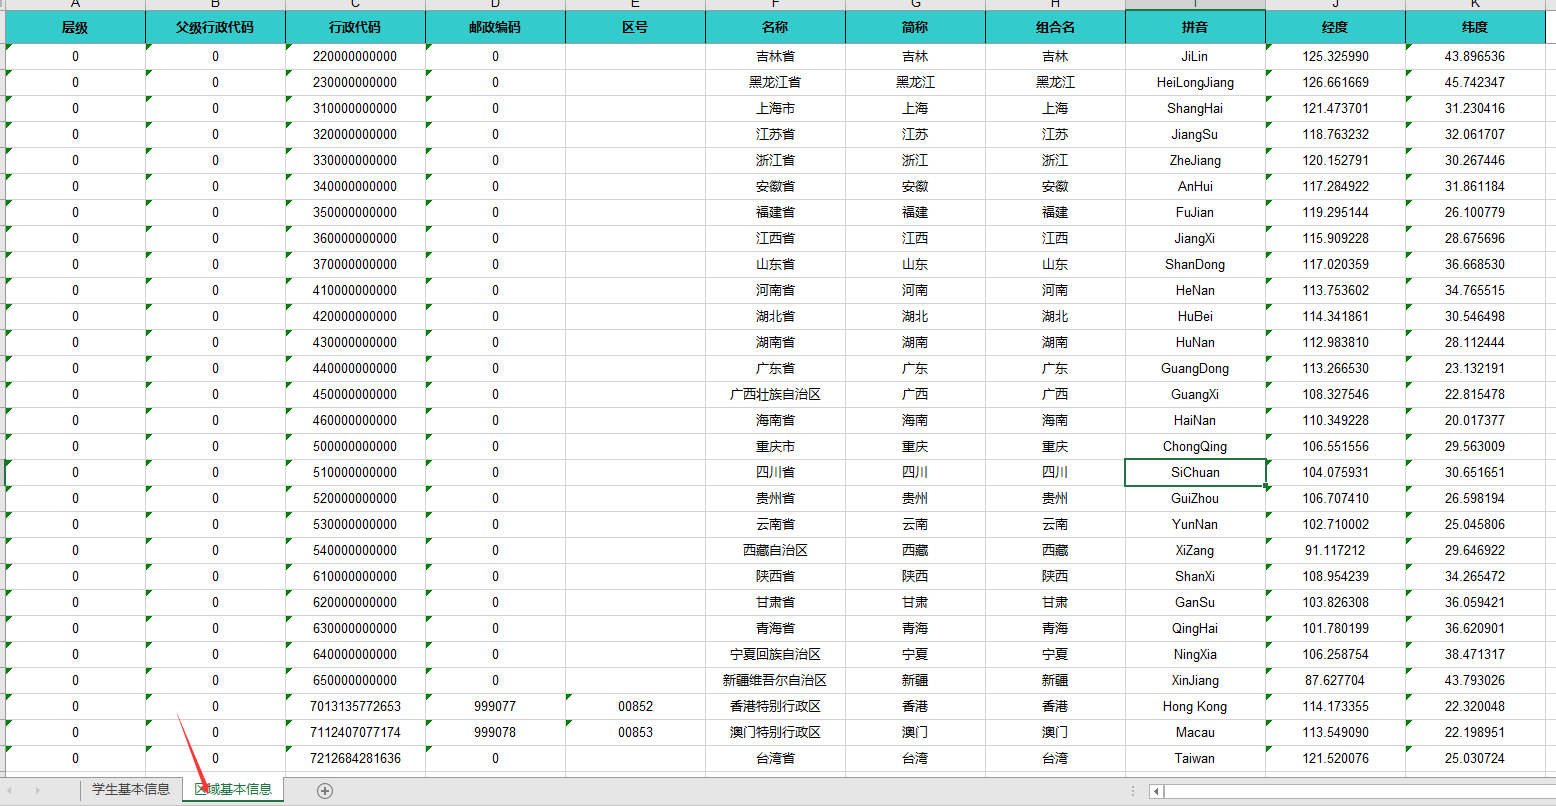 A B C D E F G H I J K
层级 父级行政代码 行政代码 邮政编码 区号 名称 简称 组合名 拼音 经度 纬度
0 0 220000000000 0 吉林省 吉林 吉林 JiLin 125.325990 43.896536
0 0 230000000000 0 黑龙江省 黑龙江 黑龙江 HeiLongJiang 126.661669 45.742347
0 0 310000000000 0 上海市 上海 上海 ShangHai 121.473701 31.230416
0 0 320000000000 0 江苏省 江苏 江苏 JiangSu 118.763232 32.061707
0 0 330000000000 0 浙江省 浙江 浙江 ZheJiang 120.152791 30.267446
0 0 340000000000 0 安徽省 安徽 安徽 AnHui 117.284922 31.861184
0 0 350000000000 0 福建省 福建 福建 FuJian 119.295144 26.100779
0 0 360000000000 0 江西省 江西 江西 JiangXi 115.909228 28.675696
0 0 370000000000 0 山东省 山东 山东 ShanDong 117.020359 36.668530
0 0 410000000000 0 河南省 河南 河南 HeNan 113.753602 34.765515
0 0 420000000000 0 湖北省 湖北 湖北 HuBei 114.341861 30.546498
0 0 430000000000 0 湖南省 湖南 湖南 HuNan 112.983810 28.112444
0 0 440000000000 0 广东省 广东 广东 GuangDong 113.266530 23.132191
0 0 450000000000 0 广西壮族自治区 广西 广西 GuangXi 108.327546 22.815478
0 0 460000000000 0 海南省 海南 海南 HaiNan 110.349228 20.017377
0 0 500000000000 0 重庆市 重庆 重庆 ChongQing 106.551556 29.563009
0 0 510000000000 0 四川省 四川 四川 SiChuan 104.075931 30.651651
0 0 520000000000 0 贵州省 贵州 贵州 GuiZhou 106.707410 26.598194
0 0 530000000000 0 云南省 云南 云南 YunNan 102.710002 25.045806
0 0 540000000000 0 西藏自治区 西藏 西藏 XiZang 91.117212 29.646922
0 0 610000000000 0 陕西省 陕西 陕西 ShanXi 108.954239 34.265472
0 0 620000000000 0 甘肃省 甘肃 甘肃 GanSu 103.826308 36.059421
0 0 630000000000 0 青海省 青海 青海 QingHai 101.780199 36.620901
0 0 640000000000 0 宁夏回族自治区 宁夏 宁夏 NingXia 106.258754 38.471317
0 0 650000000000 0 新疆维吾尔自治区 新疆 新疆 XinJiang 87.627704 43.793026
0 0 7013135772653 999077 00852 香港特别行政区 香港 香港 Hong Kong 114.173355 22.320048
0 0 7112407077174 999078 00853 澳门特别行政区 澳门 澳门 Macau 113.549090 22.198951
0 0 7212684281636 0 台湾省 台湾 台湾 Taiwan 121.520076 25.030724
学生基本信息 区域基本信息